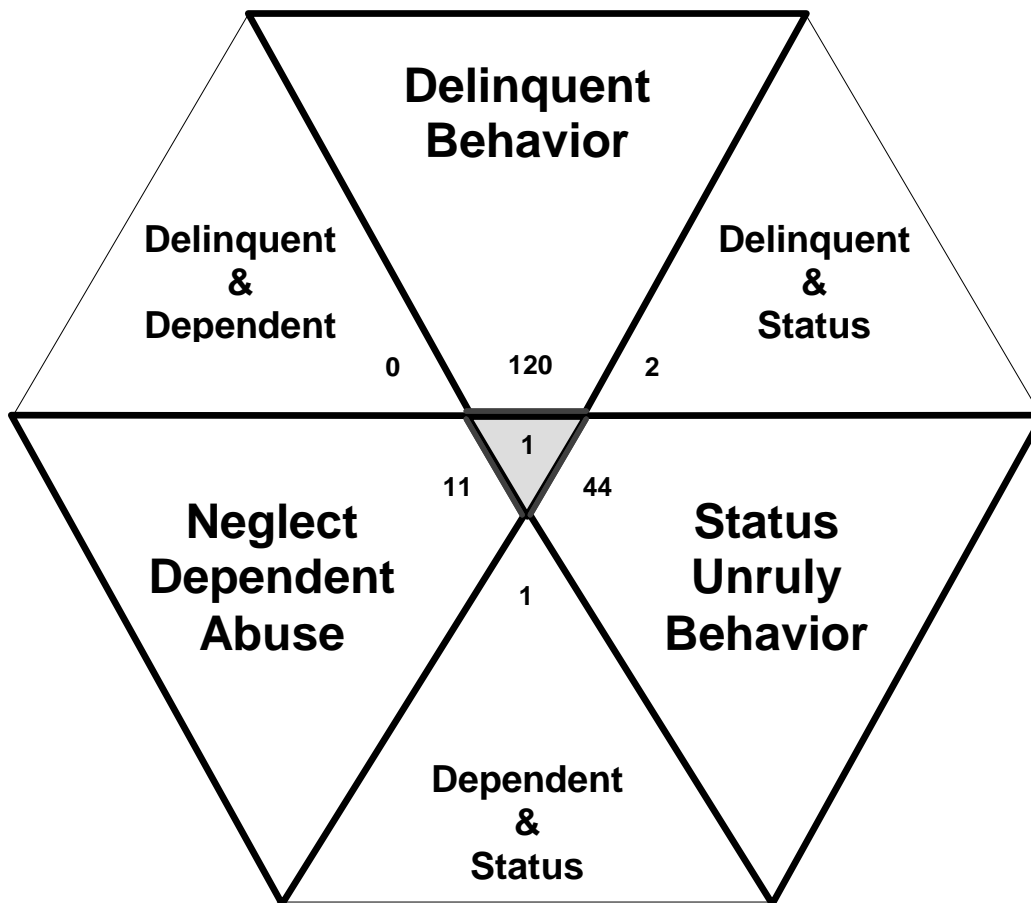 Delinquent
Behavior
Delinquent
&
Dependent
Delinquent
&
Status
0
120
2
1
11
44
Neglect
Dependent
Abuse
Status
Unruly
Behavior
1
Dependent
&
Status